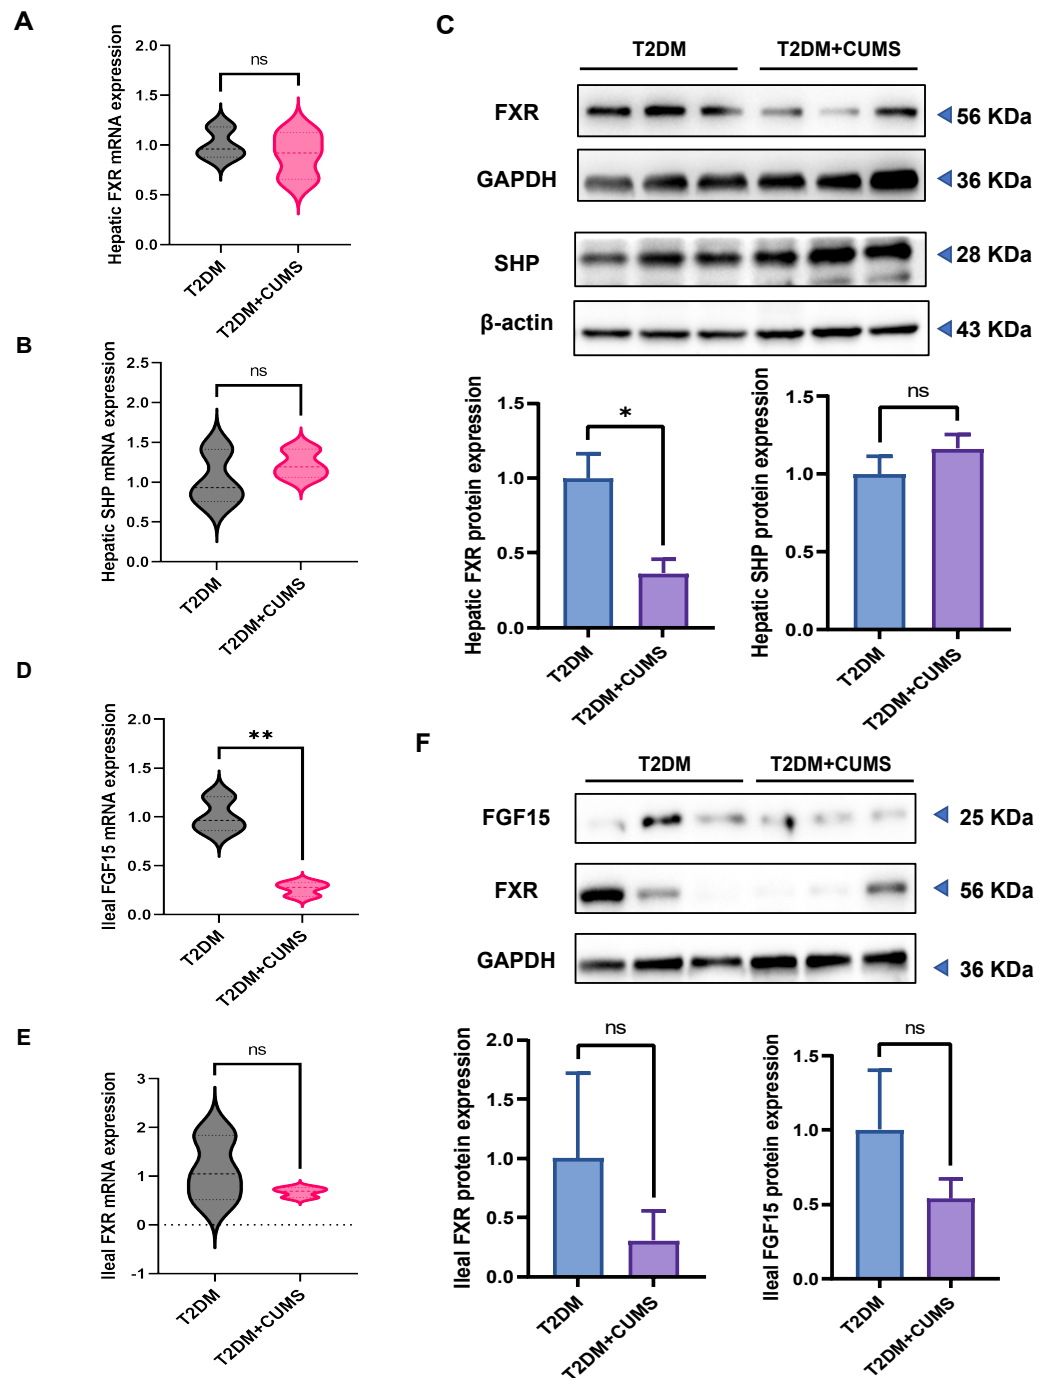 A
Hepatic FXR mRNA expression
2.0
1.5
1.0
0.5
0.0
ns
T2DM
T2DM+CUMS
B
Hepatic SHP mRNA expression
2.5
2.0
1.5
1.0
0.5
0.0
ns
T2DM
T2DM+CUMS
C
T2DM
T2DM+CUMS
FXR
56 KDa
GAPDH
36 KDa
SHP
28 KDa
β-actin
43 KDa
Hepatic FXR protein expression
1.5
1.0
0.5
0.0
*
T2DM
T2DM+CUMS
Hepatic SHP protein expression
1.5
1.0
0.5
0.0
ns
T2DM
T2DM+CUMS
D
Ileal FGF15 mRNA expression
2.0
1.5
1.0
0.5
0.0
**
T2DM
T2DM+CUMS
E
Ileal FXR mRNA expression
3
2
1
0
-1
ns
T2DM
T2DM+CUMS
F
T2DM
T2DM+CUMS
FGF15
25 KDa
FXR
56 KDa
GAPDH
36 KDa
Ileal FXR protein expression
2.0
1.5
1.0
0.5
0.0
ns
T2DM
T2DM+CUMS
Ileal FGF15 protein expression
1.5
1.0
0.5
0.0
ns
T2DM
T2DM+CUMS